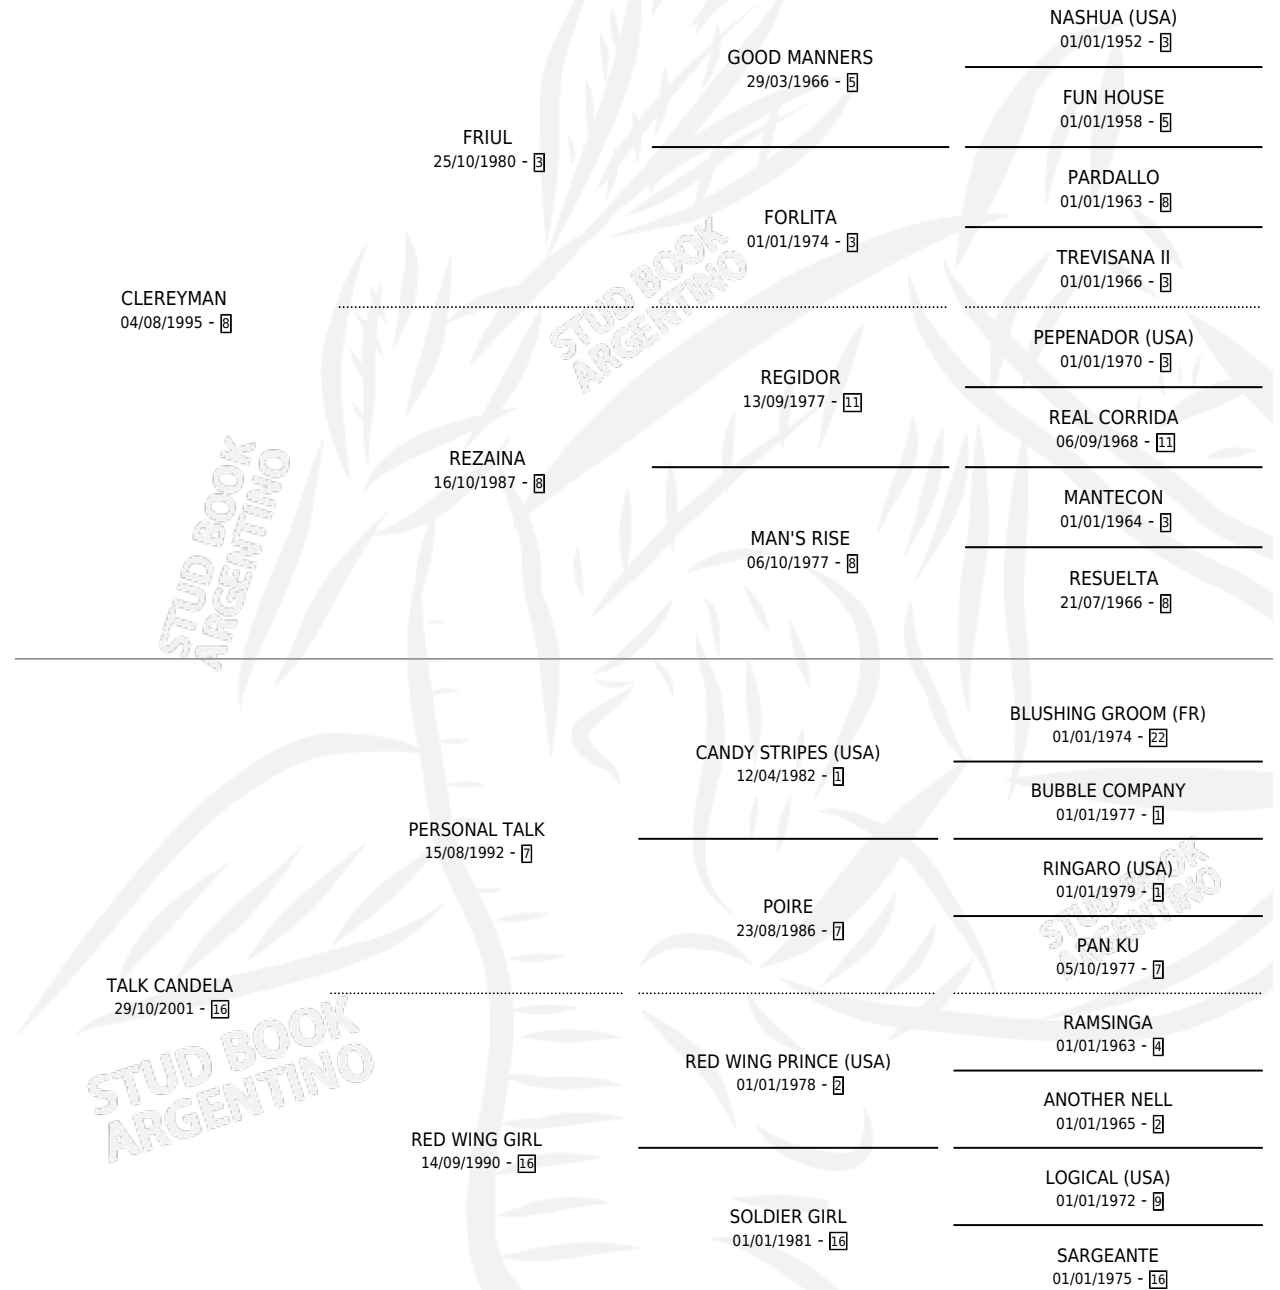 NASHUA (USA)
01/01/1952 - 3
GOOD MANNERS
29/03/1966 - 5
FUN HOUSE
01/01/1958 - 5
FRIUL
25/10/1980 - 3
PARDALLO
01/01/1963 - 8
FORLITA
01/01/1974 - 3
TREVISANA II
01/01/1966 - 3
CLEREYMAN
04/08/1995 - 8
PEPENADOR (USA)
01/01/1970 - 3
REGIDOR
13/09/1977 - 11
REAL CORRIDA
06/09/1968 - 11
REZAINA
16/10/1987 - 8
MANTECON
01/01/1964 - 3
MAN'S RISE
06/10/1977 - 8
RESUELTA
21/07/1966 - 8
STUD BOOK
ARGENTINO
STUD BOOK
ARGENTINO
BLUSHING GROOM (FR)
01/01/1974 - 22
CANDY STRIPES (USA)
12/04/1982 - 1
BUBBLE COMPANY
01/01/1977 - 1
PERSONAL TALK
15/08/1992 - 7
RINGARO (USA)
01/01/1979 - 1
POIRE
23/08/1986 - 7
PAN KU
05/10/1977 - 7
TALK CANDELA
29/10/2001 - 16
RAMSINGA
01/01/1963 - 4
RED WING PRINCE (USA)
01/01/1978 - 2
ANOTHER NELL
01/01/1965 - 2
RED WING GIRL
14/09/1990 - 16
LOGICAL (USA)
01/01/1972 - 9
SOLDIER GIRL
01/01/1981 - 16
SARGEANTE
01/01/1975 - 16
STUD BOOK
ARGENTINO
STUD BOOK
ARGENTINO